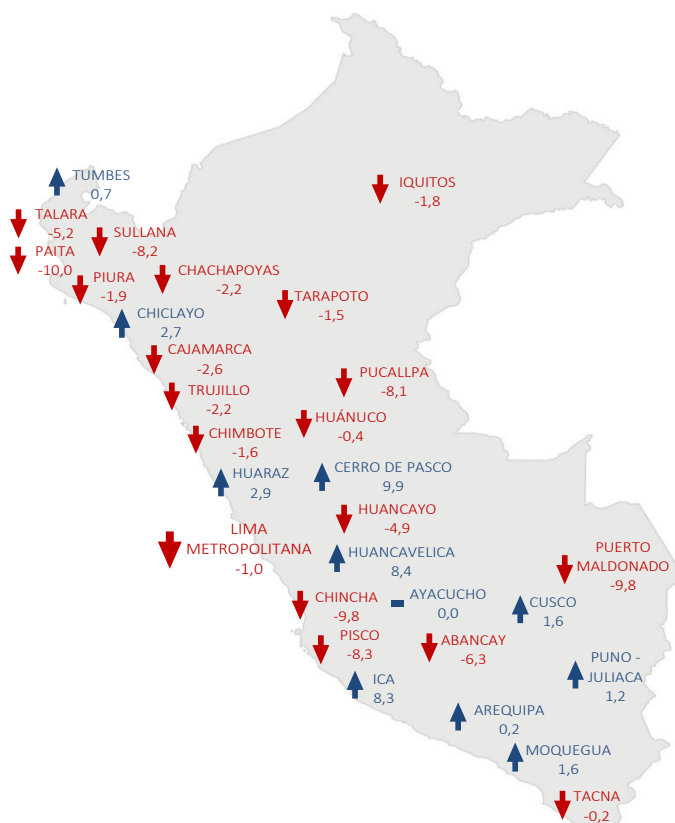 TUMBES
0,7
IQUITOS
-1,8
TALARA
-5,2
SULLANA
-8,2
PAITA
-10,0
PIURA
-1,9
CHACHAPOYAS
-2,2
TARAPOTO
-1,5
CHICLAYO
2,7
CAJAMARCA
-2,6
PUCALLPA
-8,1
TRUJILLO
-2,2
HUÁNUCO
-0,4
CHIMBOTE
-1,6
HUARAZ
2,9
CERRO DE PASCO
9,9
HUANCAYO
-4,9
LIMA
METROPOLITANA
-1,0
HUANCAVELICA
8,4
PUERTO
MALDONADO
-9,8
CHINCHA
-9,8
AYACUCHO
0,0
CUSCO
1,6
PISCO
-8,3
ABANCAY
-6,3
PUNO -
JULIACA
1,2
ICA
8,3
AREQUIPA
0,2
MOQUEGUA
1,6
TACNA
-0,2